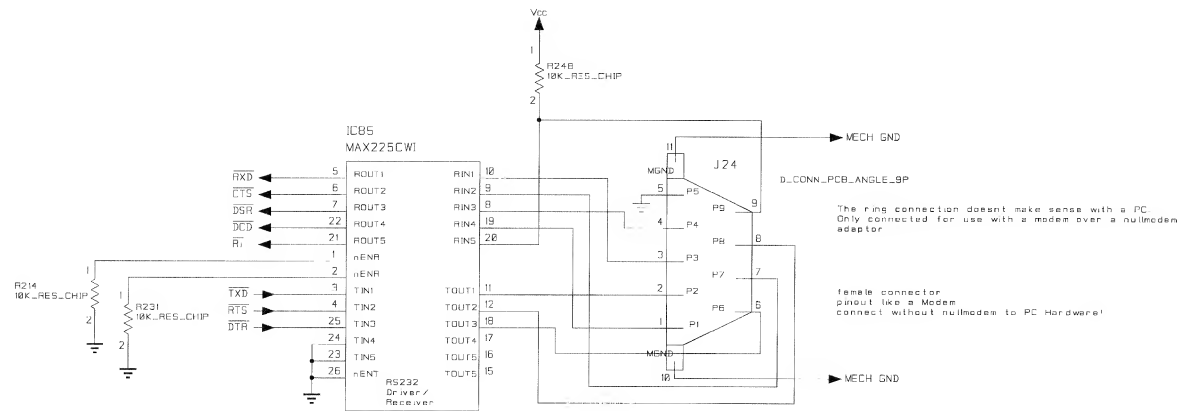 Vcc
1
R248
10K_RES_CHIP
2
IC85
MAX225CWI
RXD 5 ROUT1 RIN1 10
CTS 6 ROUT2 RIN2 9
DSR 7 ROUT3 RIN3 8
DCD 22 ROUT4 RIN4 19
RI 21 ROUT5 RIN5 20
1 nENR
2 nENR
TXD 3 TIN1 TOUT1 11
RTS 4 TIN2 TOUT2 12
DTR 25 TIN3 TOUT3 18
24 TIN4 TOUT4 17
23 TIN5 TOUT5 16
26 nENT TOUT5 15
RS232
Driver/
Receiver
1
R214
10K_RES_CHIP
2
1
R231
10K_RES_CHIP
2
11
MGND
J24
MECH GND
D_CONN_PCB_ANGLE_9P
5 P5
P9 9
4 P4
P8 8
3 P3
P7 7
2 P2
P6 6
1 P1
MGND
10
MECH GND
The ring connection doesnt make sense with a PC.
Only connected for use with a modem over a nullmodem
adaptor
female connector
pinout like a Modem
connect without nullmodem to PC Hardware!